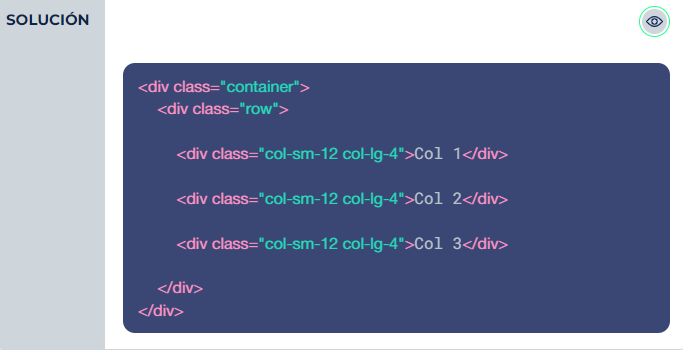 SOLUCIÓN
<div class="container">
<div class="row">
<div class="col-sm-12 col-lg-4">Col 1</div>
<div class="col-sm-12 col-lg-4">Col 2</div>
<div class="col-sm-12 col-lg-4">Col 3</div>
</div>
</div>